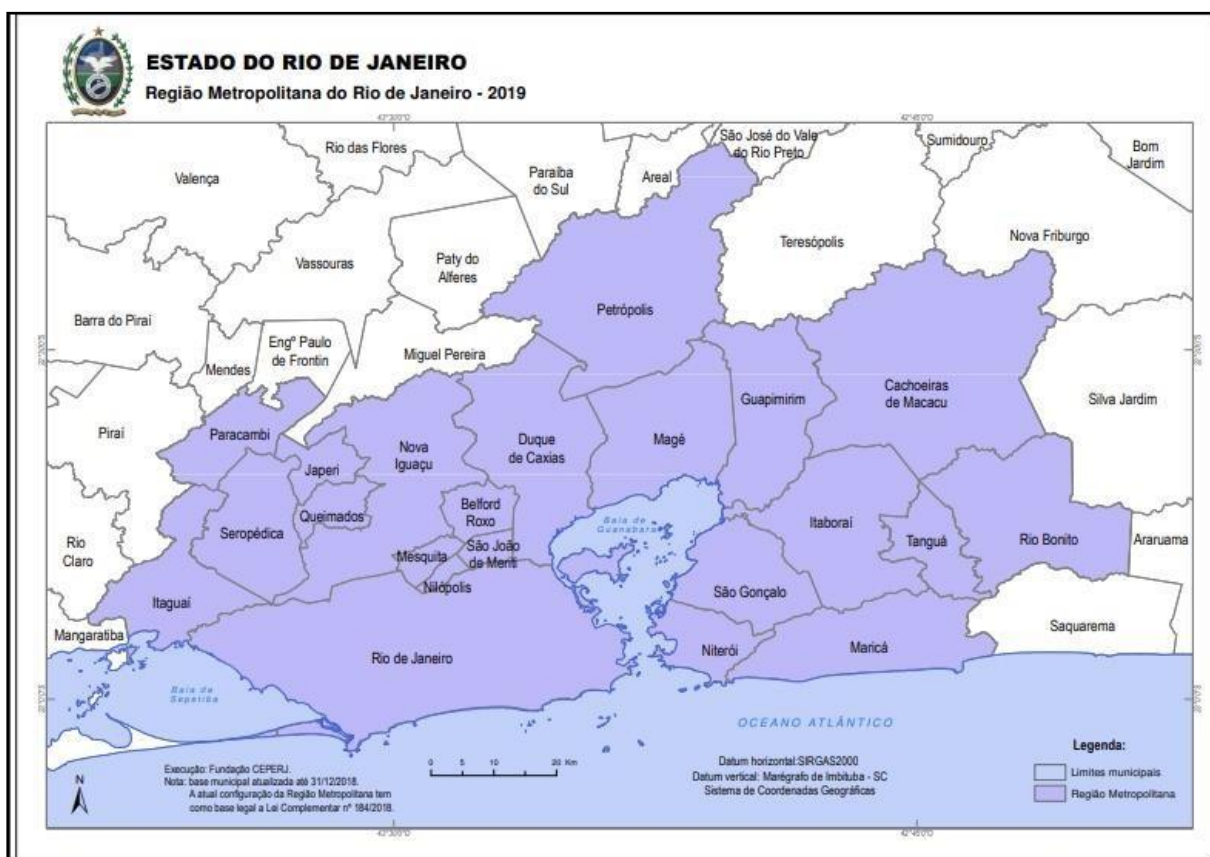 ESTADO DO RIO DE JANEIRO
Região Metropolitana do Rio de Janeiro - 2019
Rio das Flores
São José do Vale
do Rio Preto
Sumidouro
Bom
Jardim
Valença
Paraíba
do Sul
Areal
Teresópolis
Nova Friburgo
Vassouras
Paty do
Alferes
Barra do Piraí
Petrópolis
Engº Paulo
de Frontin
Mendes
Miguel Pereira
Guapimirim
Cachoeiras
de Macacu
Silva Jardim
Piraí
Paracambi
Nova
Iguaçu
Duque
de Caxias
Magé
Japeri
Queimados
Belford
Roxo
Baía de
Guanabara
Itaboraí
Seropédica
Tanguá
Rio Bonito
Araruama
Rio
Claro
Mesquita
São João
de Meriti
Nilópolis
São Gonçalo
Itaguaí
Mangaratiba
Saquarema
Rio de Janeiro
Niterói
Maricá
Baía de
Sepetiba
OCEANO ATLÂNTICO
Legenda:
Limites municipais
Região Metropolitana
N
0 5 10 20 Km
Execução: Fundação CEPERJ.
Nota: base municipal atualizada até 31/12/2018.
A atual configuração da Região Metropolitana tem
como base legal a Lei Complementar nº 184/2018.
Datum horizontal:SIRGAS2000
Datum vertical: Marégrafo de Imbituba - SC
Sistema de Coordenadas Geográficas